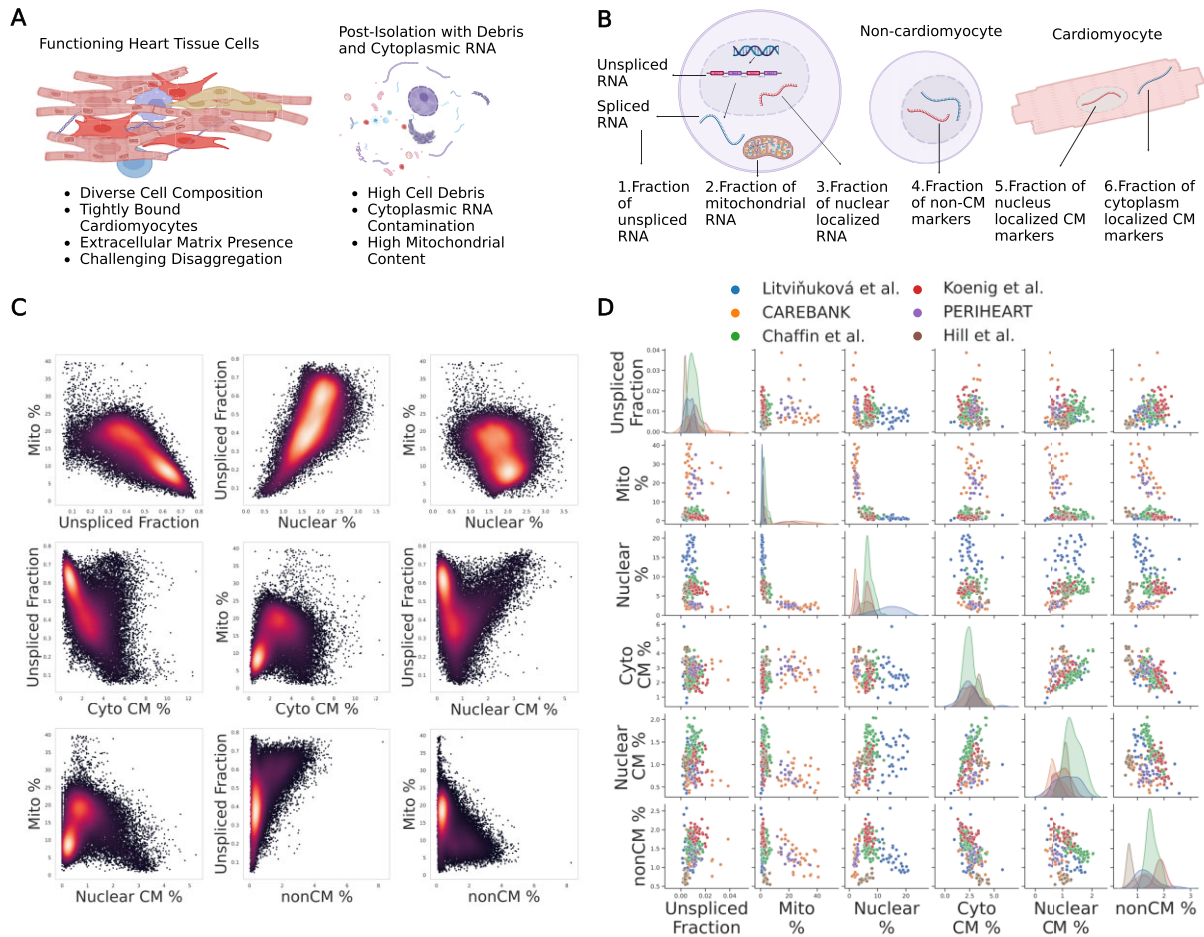 A
Functioning Heart Tissue Cells
Post-Isolation with Debris
and Cytoplasmic RNA
• Diverse Cell Composition
• Tightly Bound
Cardiomyocytes
• Extracellular Matrix Presence
• Challenging Disaggregation
• High Cell Debris
• Cytoplasmic RNA
Contamination
• High Mitochondrial
Content
B
Non-cardiomyocyte
Cardiomyocyte
Unspliced
RNA
Spliced
RNA
1.Fraction
of
unspliced
RNA
2.Fraction of
mitochondrial
RNA
3.Fraction
of nuclear
localized
RNA
4.Fraction
of non-CM
markers
5.Fraction of
nucleus
localized CM
markers
6.Fraction of
cytoplasm
localized CM
markers
C
Mito %
Unspliced Fraction
Unspliced Fraction
Nuclear %
Mito %
Nuclear %
Unspliced Fraction
Cyto CM %
Mito %
Cyto CM %
Unspliced Fraction
Nuclear CM %
Mito %
Nuclear CM %
Unspliced Fraction
nonCM %
Mito %
nonCM %
D
Litviňuková et al.
CAREBANK
Chaffin et al.
Koenig et al.
PERIHEART
Hill et al.
Unspliced
Fraction
Mito
%
Nuclear
%
Cyto
CM %
Nuclear
CM %
nonCM %
Unspliced
Fraction
Mito
%
Nuclear
%
Cyto
CM %
Nuclear
CM %
nonCM %